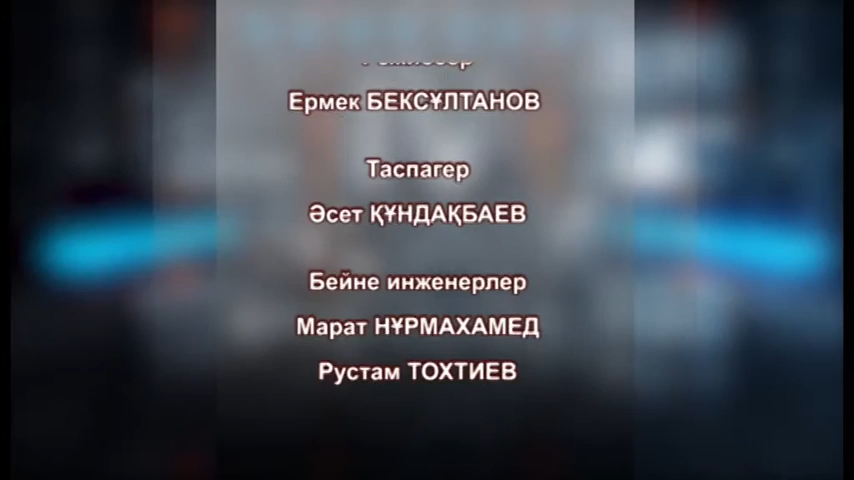 Ермек БЕКСҰЛТАНОВ
Таспагер
Әсет ҚҰНДАҚБАЕВ
Бейне инженерлер
Марат НҰРМАХАМЕД
Рустам ТОХТИЕВ